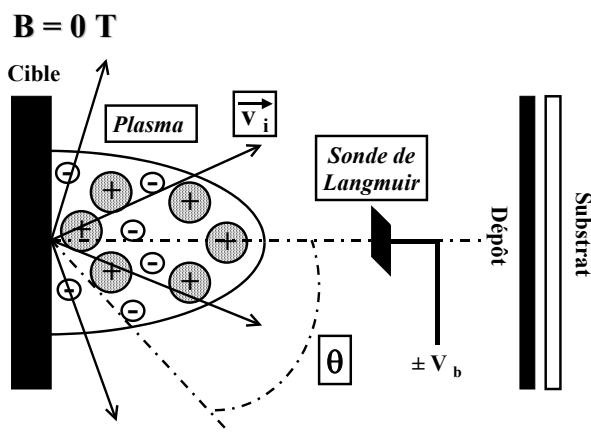 B = 0 T
Cible
Plasma
v i
Sonde de
Langmuir
Dépôt
Substrat
+
+
+
+
+
+
-
-
-
-
-
-
θ
± V b